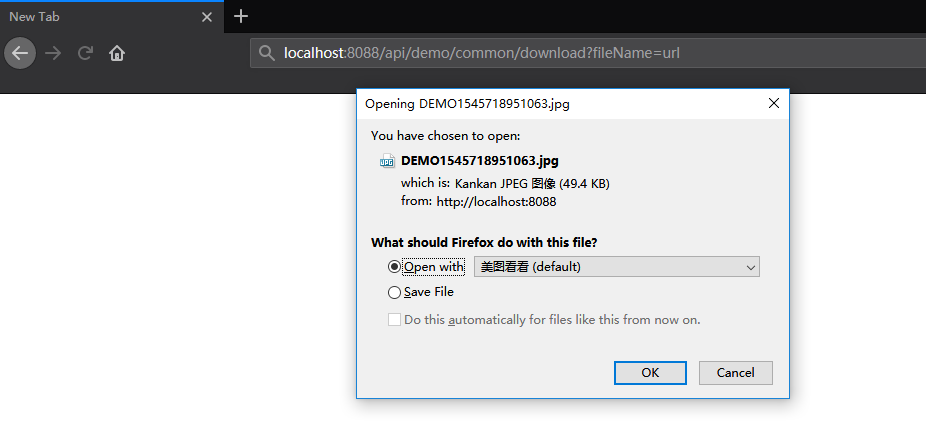 New Tab
localhost:8088/api/demo/common/download?fileName=url
Opening DEMO1545718951063.jpg
You have chosen to open:
JPG
DEMO1545718951063.jpg
which is: Kankan JPEG 图像 (49.4 KB)
from: http://localhost:8088
What should Firefox do with this file?
Open with 美图看看 (default)
Save File
Do this automatically for files like this from now on.
OK Cancel